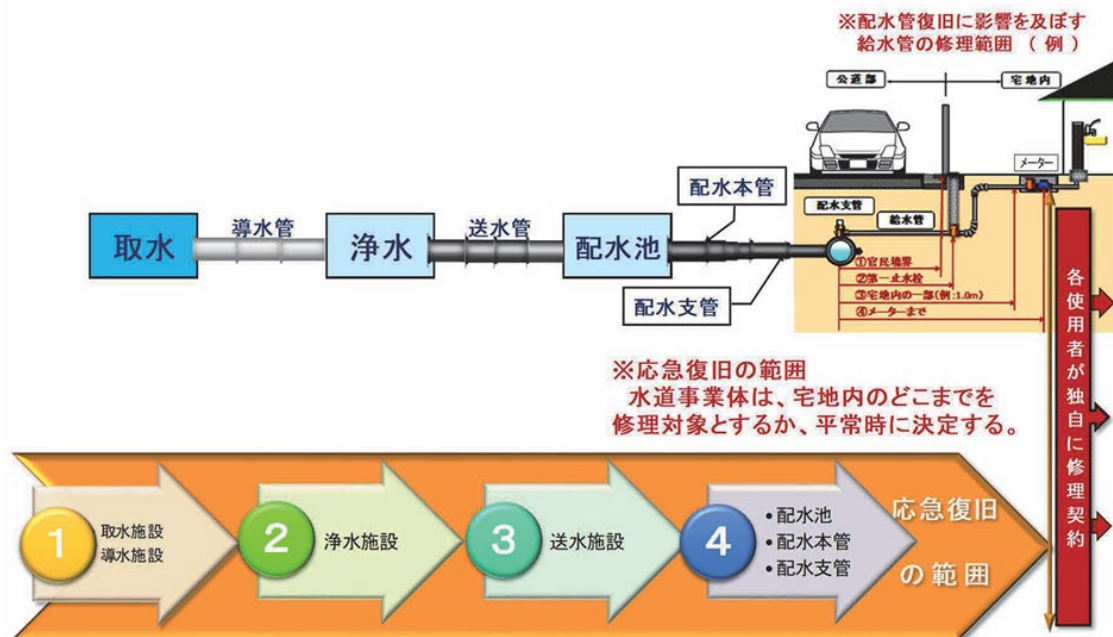 ※配水管復旧に影響を及ぼす
給水管の修理範囲 （ 例 ）
公道部
宅地内
メーター
配水支管
給水管
①官民境界
②第一止水栓
③宅地内の一部(例:1.0m)
④メーターまで
取水
導水管
浄水
送水管
配水池
配水本管
配水支管
各使用者が独自に修理契約
※応急復旧の範囲
水道事業体は、宅地内のどこまでを
修理対象とするか、平常時に決定する。
1
取水施設
導水施設
2
浄水施設
3
送水施設
4
•配水池
•配水本管
•配水支管
応急復旧
の範囲